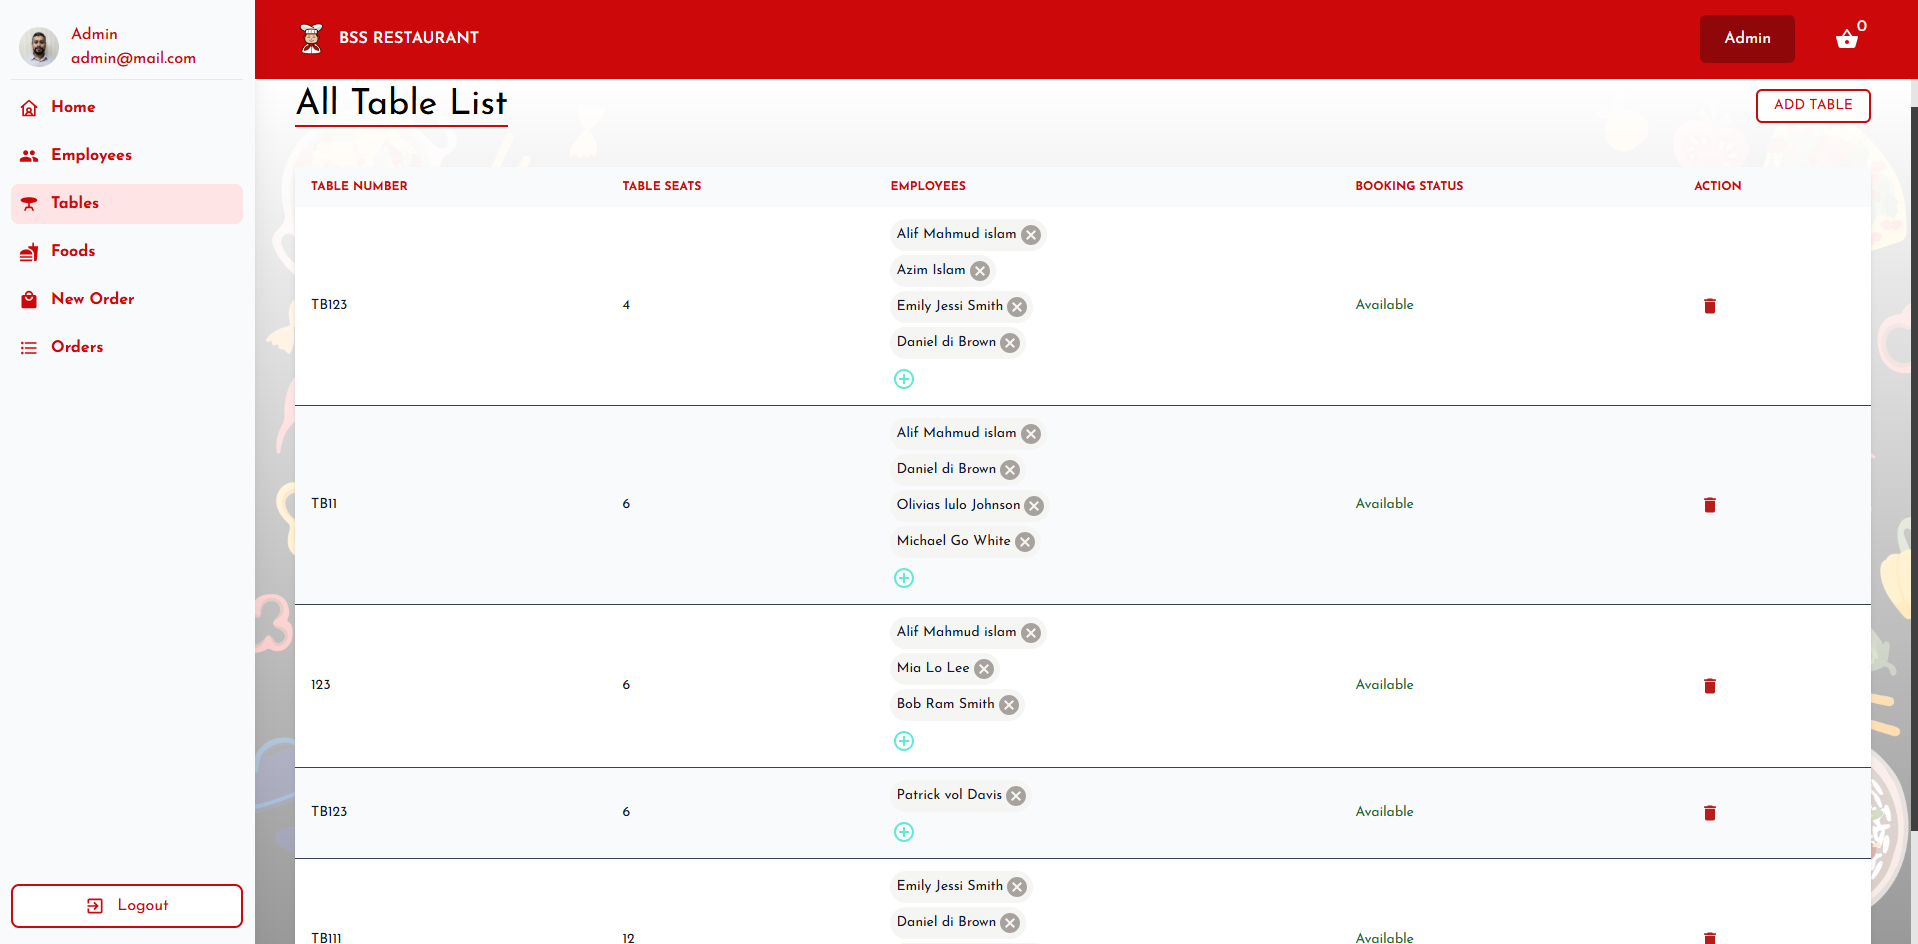 Admin
admin@mail.com
Home
Employees
Tables
Foods
New Order
Orders
Logout
BSS RESTAURANT
Admin
0
All Table List
ADD TABLE
TABLE NUMBER TABLE SEATS EMPLOYEES BOOKING STATUS ACTION
Alif Mahmud islam
Azim Islam
TB123 4 Emily Jessi Smith Available
Daniel di Brown
Alif Mahmud islam
Daniel di Brown
TB11 6 Olivias lulo Johnson Available
Michael Go White
Alif Mahmud islam
Mia Lo Lee
123 6 Available
Bob Ram Smith
Patrick vol Davis
TB123 6 Available
Emily Jessi Smith
Daniel di Brown
TB111 12 Available